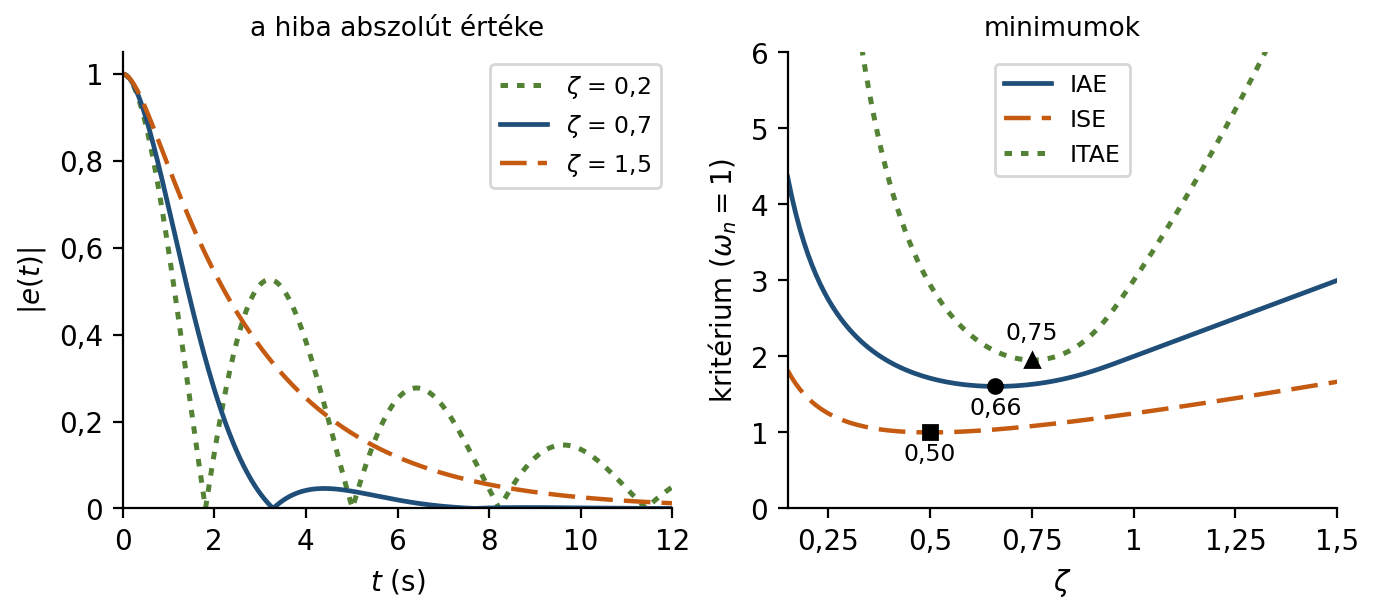 a hiba abszolút értéke
|e(t)|
1
0,8
0,6
0,4
0,2
0
0 2 4 6 8 10 12
t (s)
ζ = 0,2
ζ = 0,7
ζ = 1,5
minimumok
kritérium (ωn = 1)
6
5
4
3
2
1
0
0,25 0,5 0,75 1 1,25 1,5
ζ
IAE
ISE
ITAE
0,75
0,66
0,50